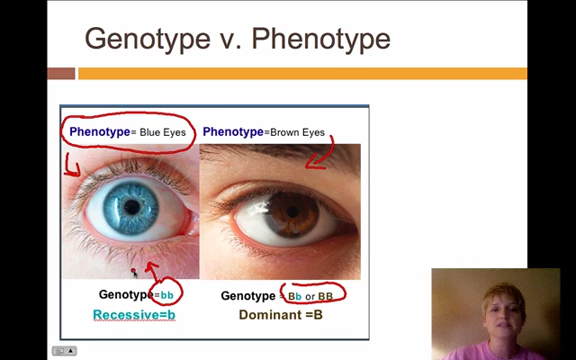 Genotype v. Phenotype
Phenotype= Blue Eyes
Phenotype=Brown Eyes
Genotype=bb
Genotype = Bb or BB
Recessive=b
Dominant =B